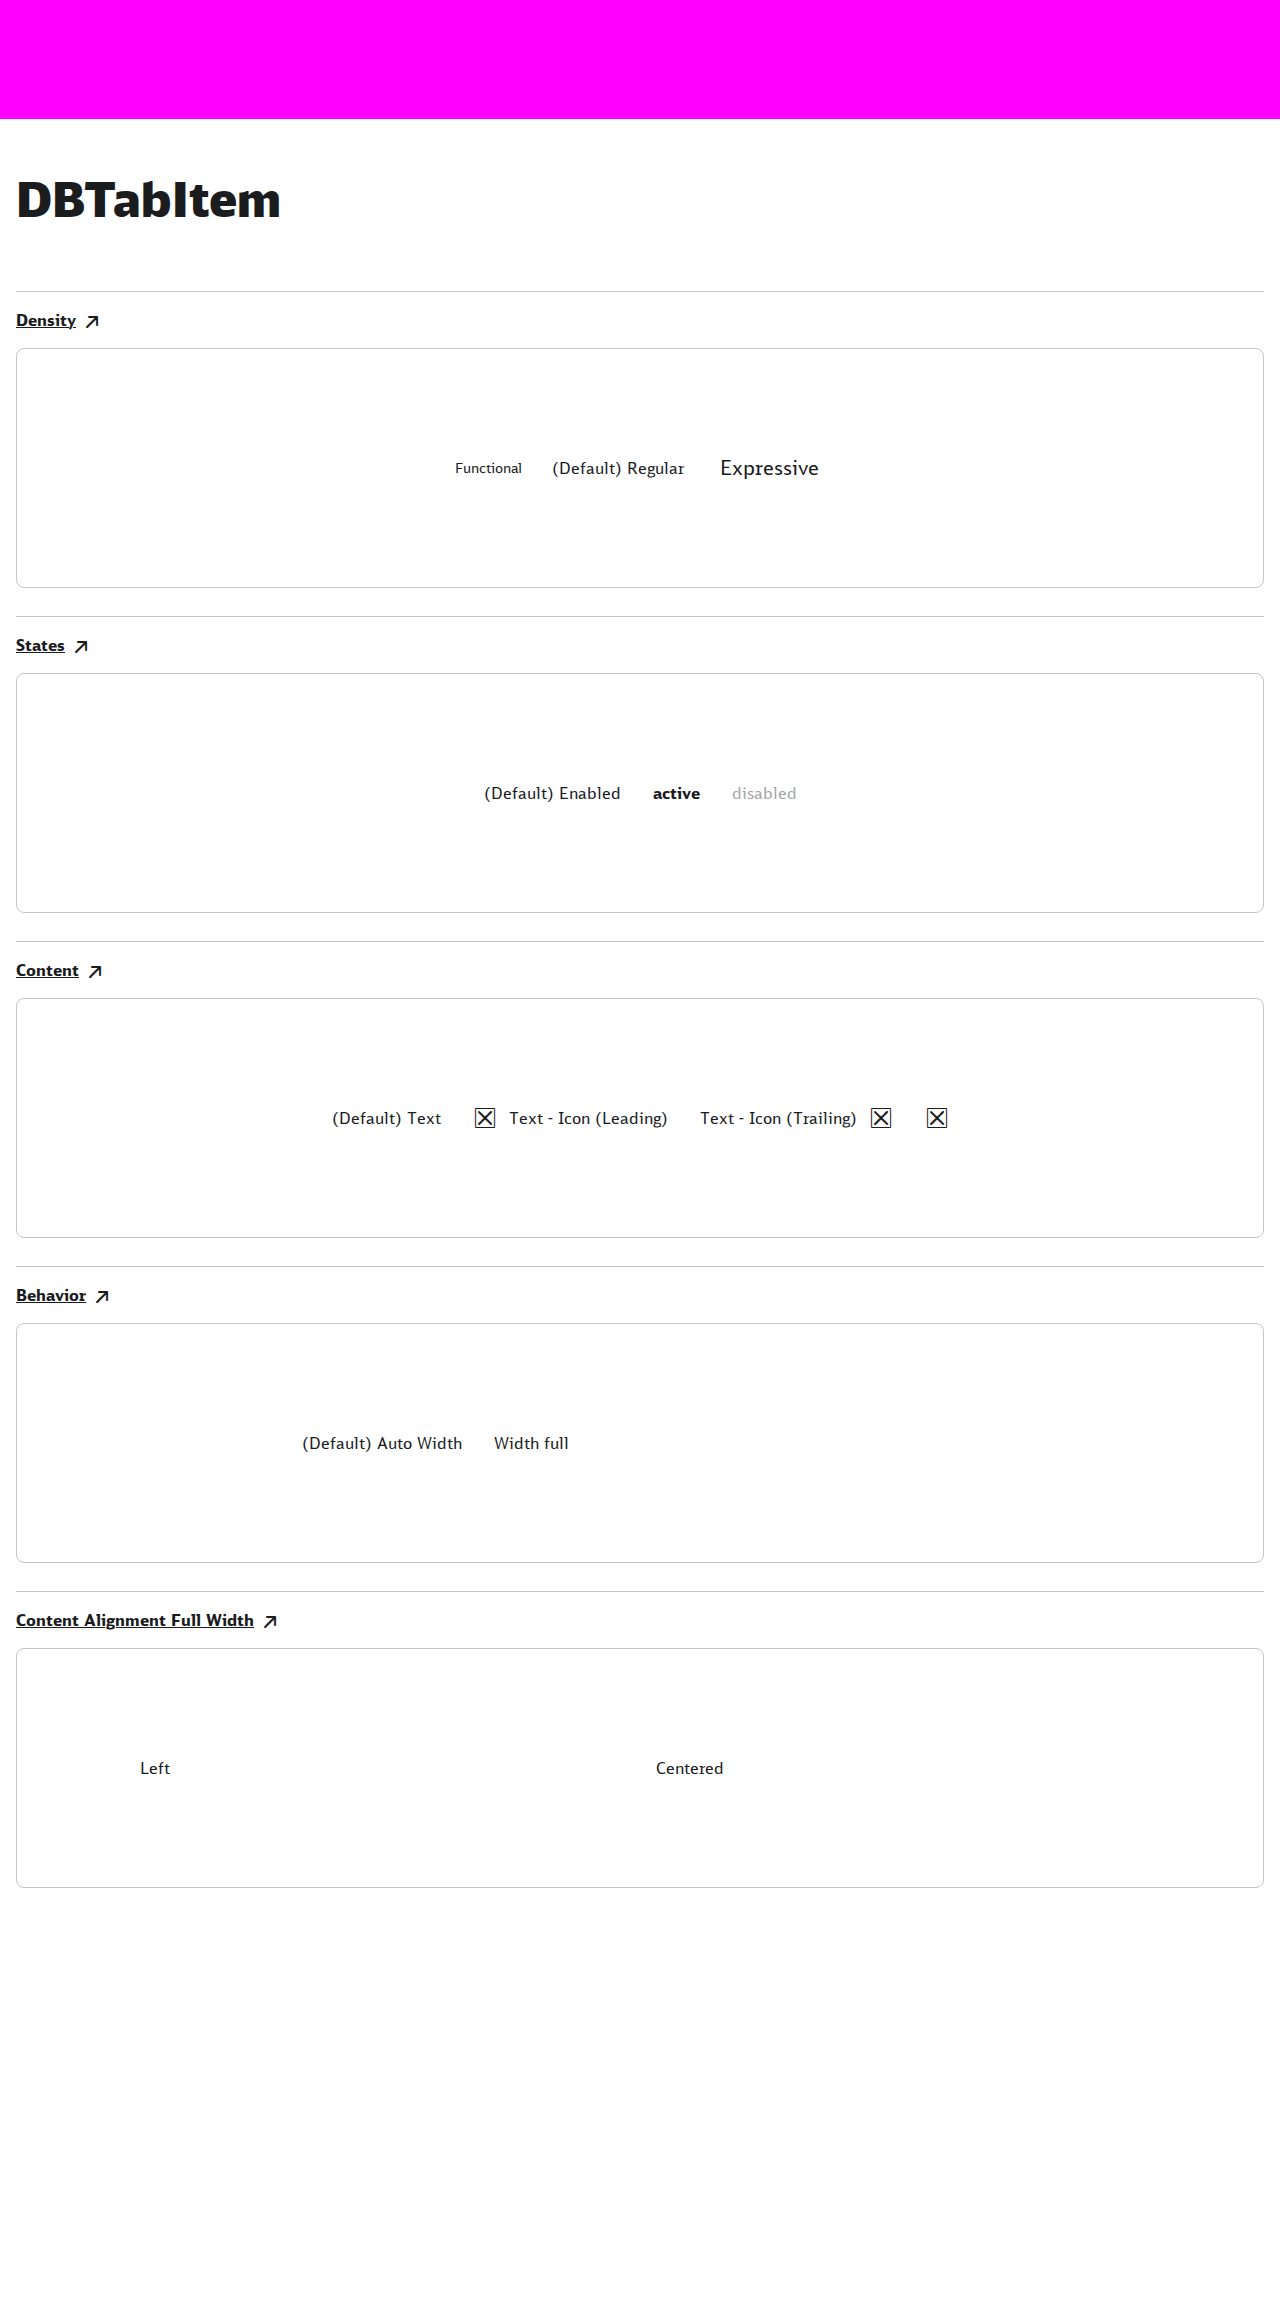 DBTabItem
Density
Functional (Default) Regular Expressive
States
(Default) Enabled active disabled
Content
(Default) Text Text - Icon (Leading) Text - Icon (Trailing)
Behavior
(Default) Auto Width Width full
Content Alignment Full Width
Left Centered